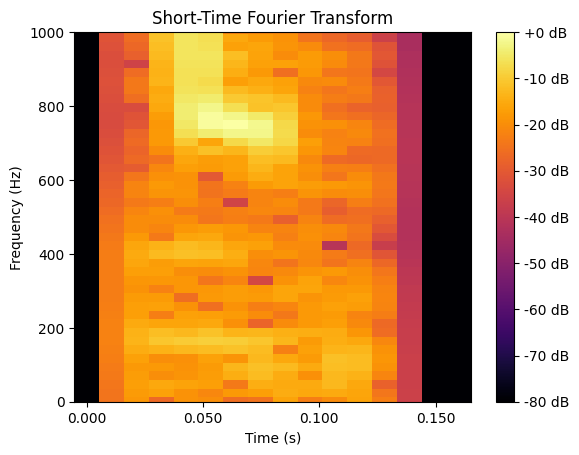 Short-Time Fourier Transform
1000
800
600
400
200
0
Frequency (Hz)
0.000
0.050
0.100
0.150
Time (s)
+0 dB
-10 dB
-20 dB
-30 dB
-40 dB
-50 dB
-60 dB
-70 dB
-80 dB